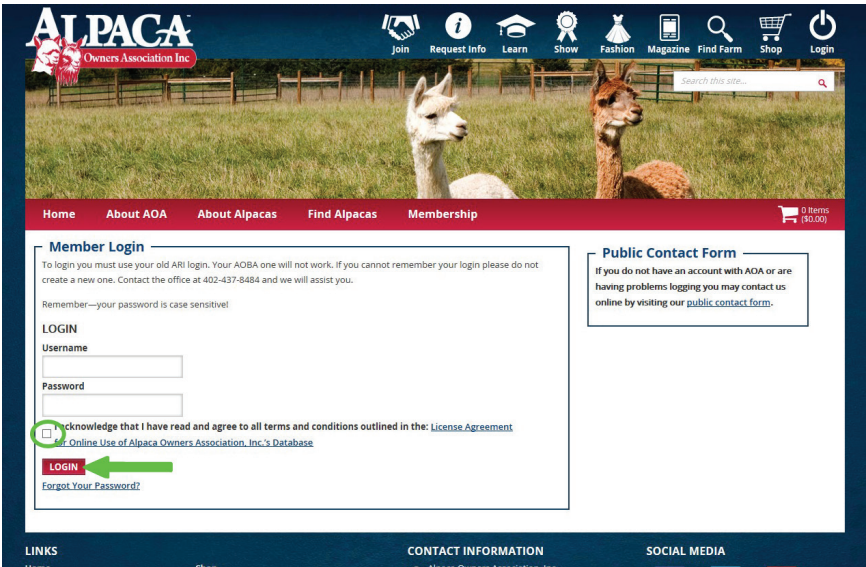 ALPACA
Owners Association Inc
Join Request Info Learn Show Fashion Magazine Find Farm Shop Login
Search this site...
Home About AOA About Alpacas Find Alpacas Membership
0 Items
($0.00)
Member Login
To login you must use your old ARI login. Your AOBA one will not work. If you cannot remember your login please do not
create a new one. Contact the office at 402-437-8484 and we will assist you.
Remember—your password is case sensitive!
LOGIN
Username
Password
I acknowledge that I have read and agree to all terms and conditions outlined in the: License Agreement
for Online Use of Alpaca Owners Association, Inc.'s Database
LOGIN
Forgot Your Password?
Public Contact Form
If you do not have an account with AOA or are
having problems logging you may contact us
online by visiting our public contact form.
LINKS
CONTACT INFORMATION
SOCIAL MEDIA
Home
Shop
Alpaca Owners Association, Inc.